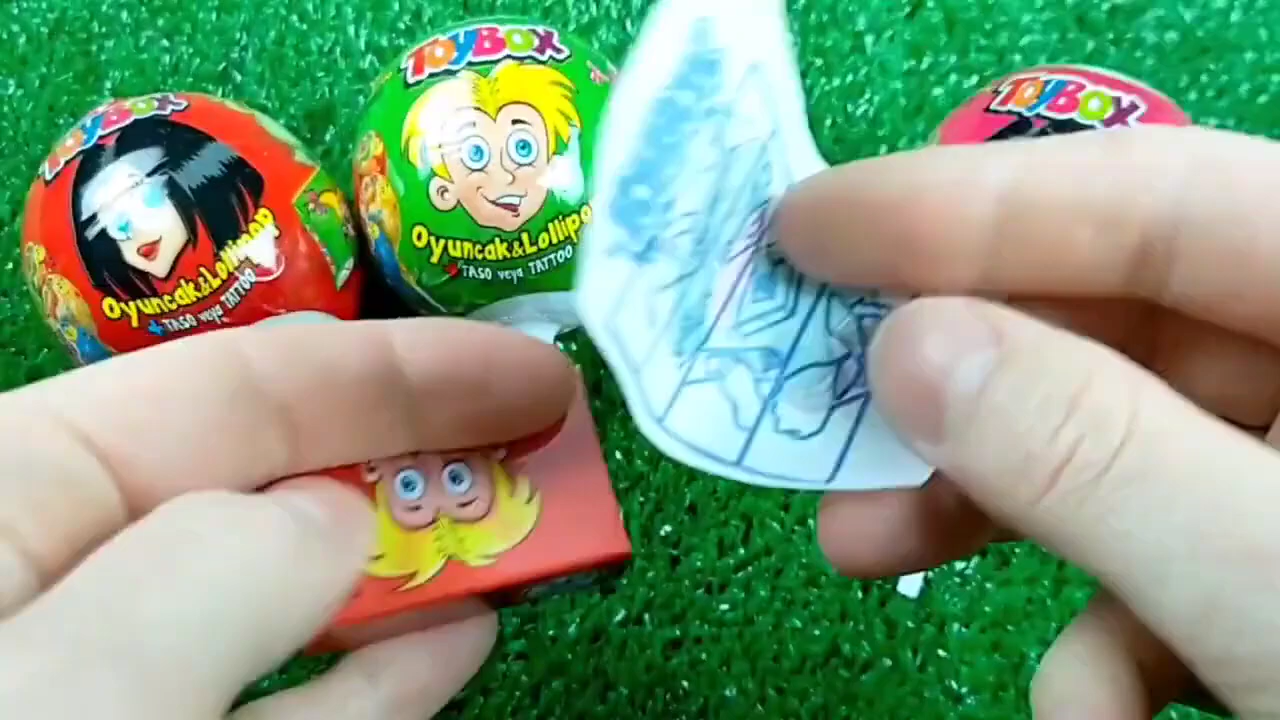 TOYBOX
Oyuncak&Lollipop
+ TASO veya TATTOO
TOYBOX
Oyuncak&Lollipo
+ TASO veya TATTOO
TOYBOX